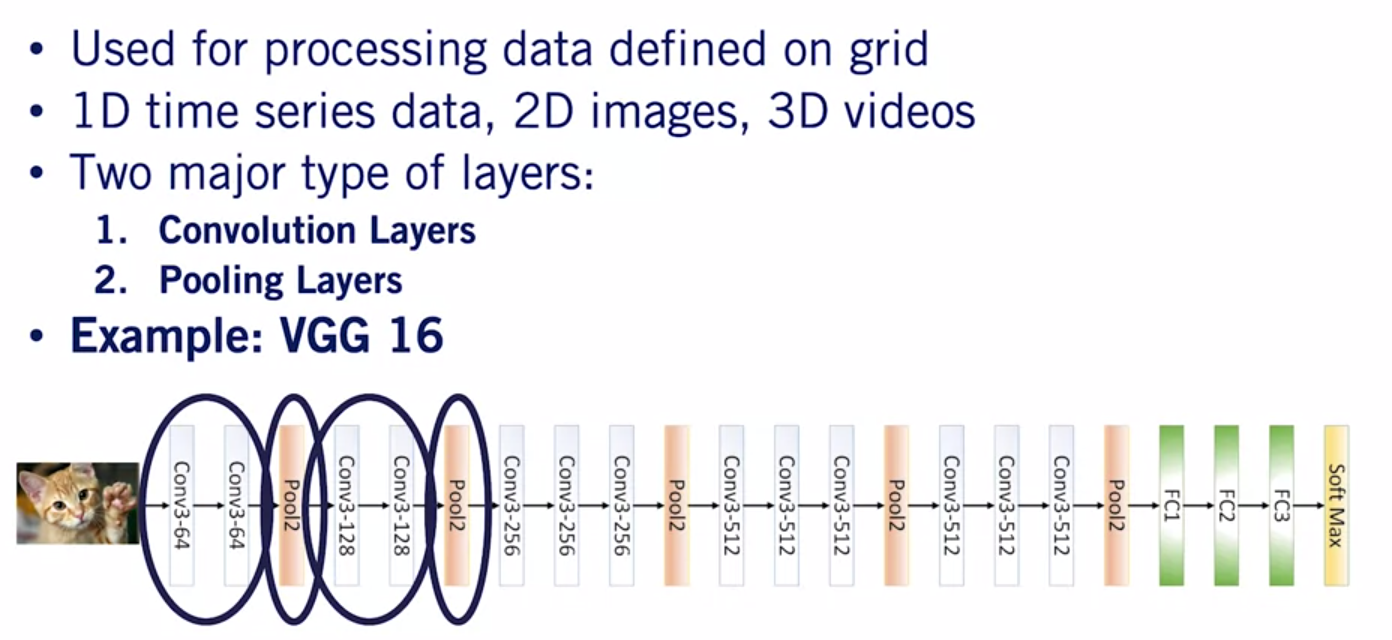 • Used for processing data defined on grid
• 1D time series data, 2D images, 3D videos
• Two major type of layers:
1. Convolution Layers
2. Pooling Layers
• Example: VGG 16
Conv3-64
Conv3-64
Pool2
Conv3-128
Conv3-128
Pool2
Conv3-256
Conv3-256
Conv3-256
Pool2
Conv3-512
Conv3-512
Conv3-512
Pool2
Conv3-512
Conv3-512
Conv3-512
Pool2
FC1
FC2
FC3
Soft Max